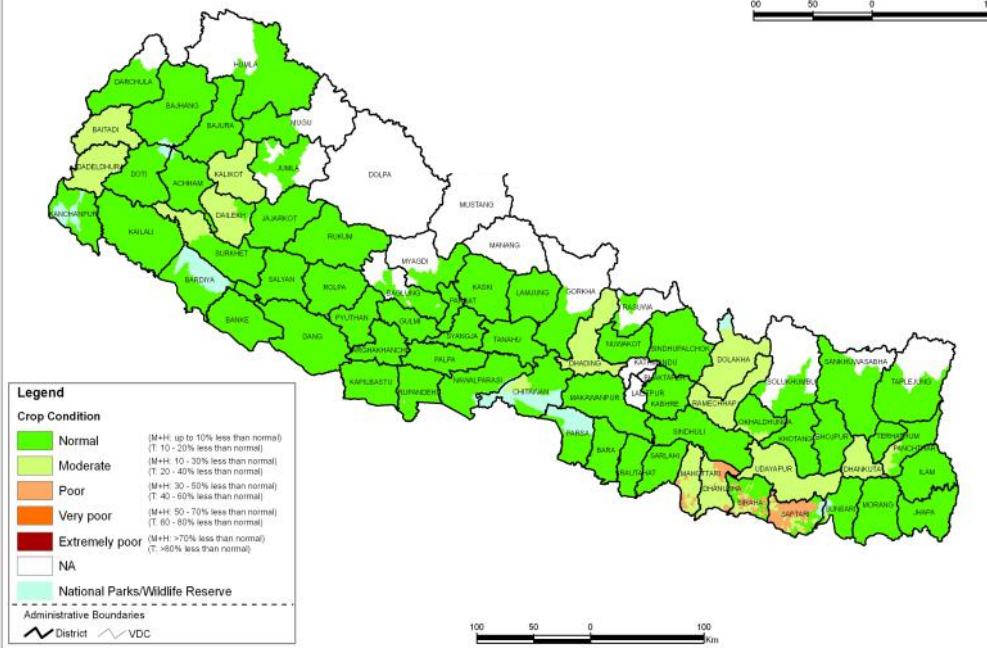 00 50 0 1
HUMLA
DARCHULA
BAJHANG
BAJURA
MUGU
BAITADI
DADELDHURA
DOTI
ACHHAM
KALIKOT
JUMLA
DOLPA
KANCHANPUR
KAILALI
DAILEKH
JAJARKOT
MUSTANG
SURKHET
RUKUM
MANANG
MYAGDI
BARDIYA
SALYAN
ROLPA
BAGLUNG
PARBAT
KASKI
LAMJUNG
GORKHA
RASUWA
BANKE
DANG
PYUTHAN
GULMI
SYANGJA
TANAHU
NUWAKOT
SINDHUPALCHOK
DOLAKHA
ARGHAKHANCHI
PALPA
DHADING
SOLUKHUMBU
SANKHUWASABHA
TAPLEJUNG
KAPILBASTU
RUPANDEHI
NAWALPARASI
CHITAWAN
MAKAWANPUR
LALITPUR
BHAKTAPUR
KABHRE
RAMECHHAP
OKHALDHUNGA
KHOTANG
BHOJPUR
TERHATHUM
PANCHTHAR
PARSA
BARA
RAUTAHAT
SARLAHI
SINDHULI
MAHOTTARI
DHANUSHA
SIRAHA
UDAYAPUR
SAPTARI
DHANKUTA
SUNSARI
MORANG
ILAM
JHAPA
Legend
Crop Condition
Normal (M+H: up to 10% less than normal)
(T: 10 - 20% less than normal)
Moderate (M+H: 10 - 30% less than normal)
(T: 20 - 40% less than normal)
Poor (M+H: 30 - 50% less than normal)
(T: 40 - 60% less than normal)
Very poor (M+H: 50 - 70% less than normal)
(T: 60 - 80% less than normal)
Extremely poor (M+H: >70% less than normal)
(T: >80% less than normal)
NA
National Parks/Wildlife Reserve
Administrative Boundaries
District VDC
100 50 0 100
Km